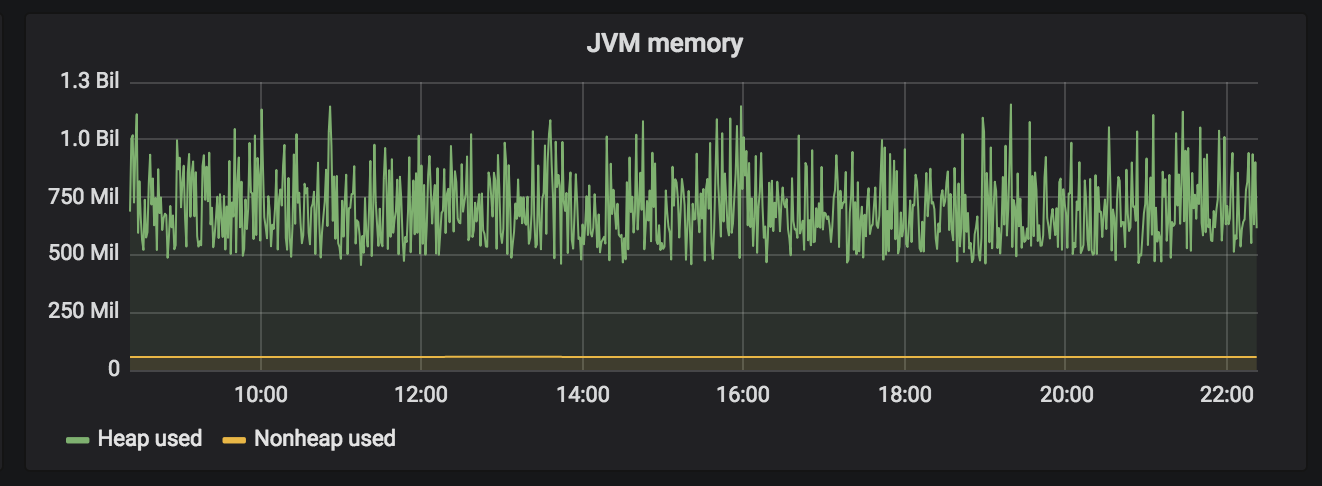 JVM memory
1.3 Bil
1.0 Bil
750 Mil
500 Mil
250 Mil
0
10:00 12:00 14:00 16:00 18:00 20:00 22:00
Heap used Nonheap used